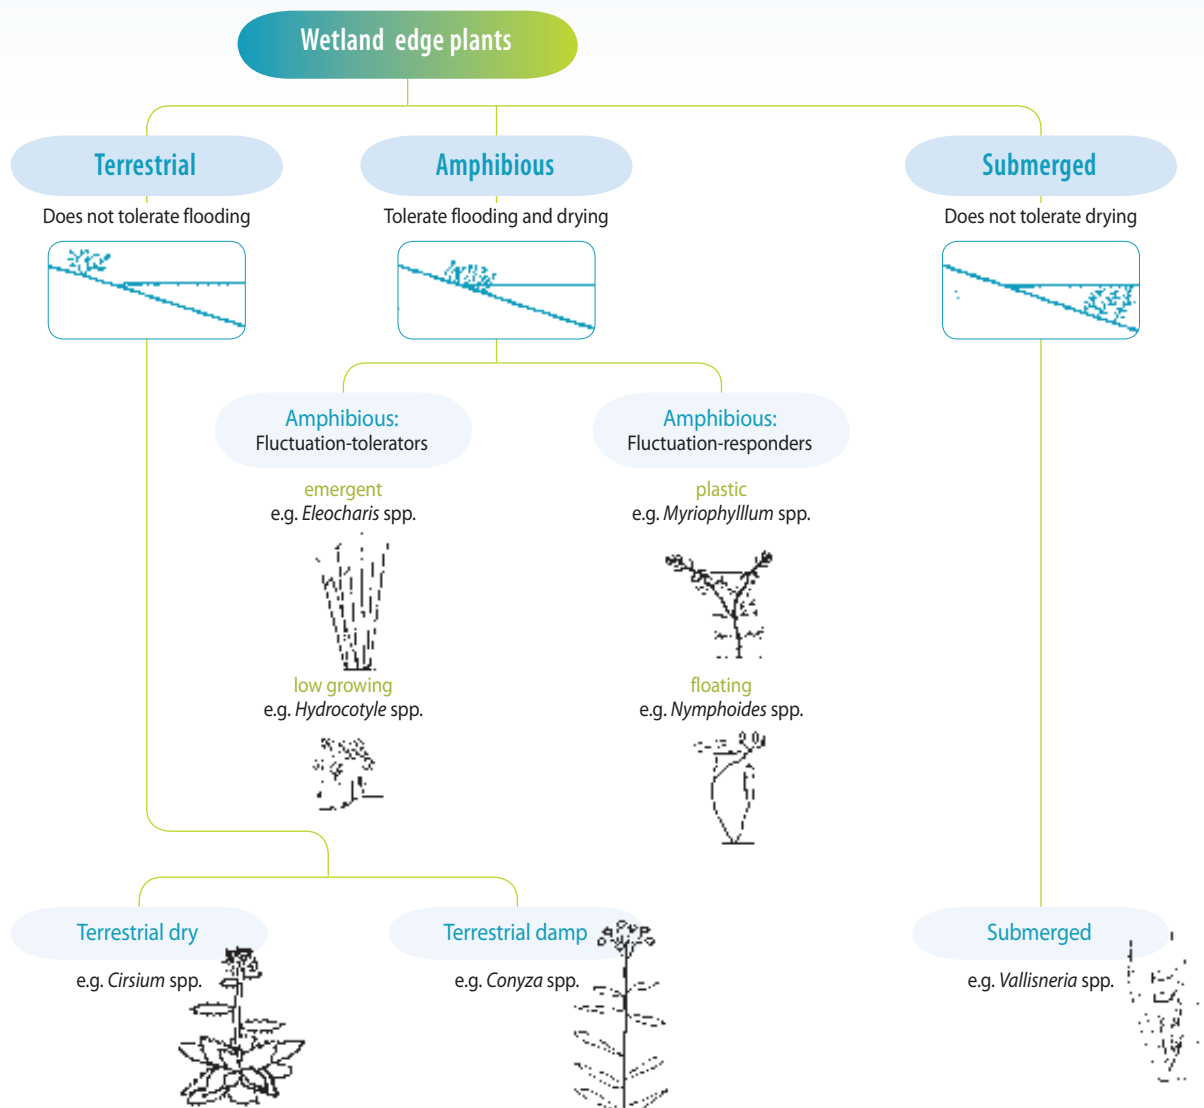 Wetland edge plants
Terrestrial
Does not tolerate flooding
Amphibious
Tolerate flooding and drying
Submerged
Does not tolerate drying
Amphibious:
Fluctuation-tolerators
emergent
e.g. Eleocharis spp.
low growing
e.g. Hydrocotyle spp.
Amphibious:
Fluctuation-responders
plastic
e.g. Myriophylllum spp.
floating
e.g. Nymphoides spp.
Terrestrial dry
e.g. Cirsium spp.
Terrestrial damp
e.g. Conyza spp.
Submerged
e.g. Vallisneria spp.